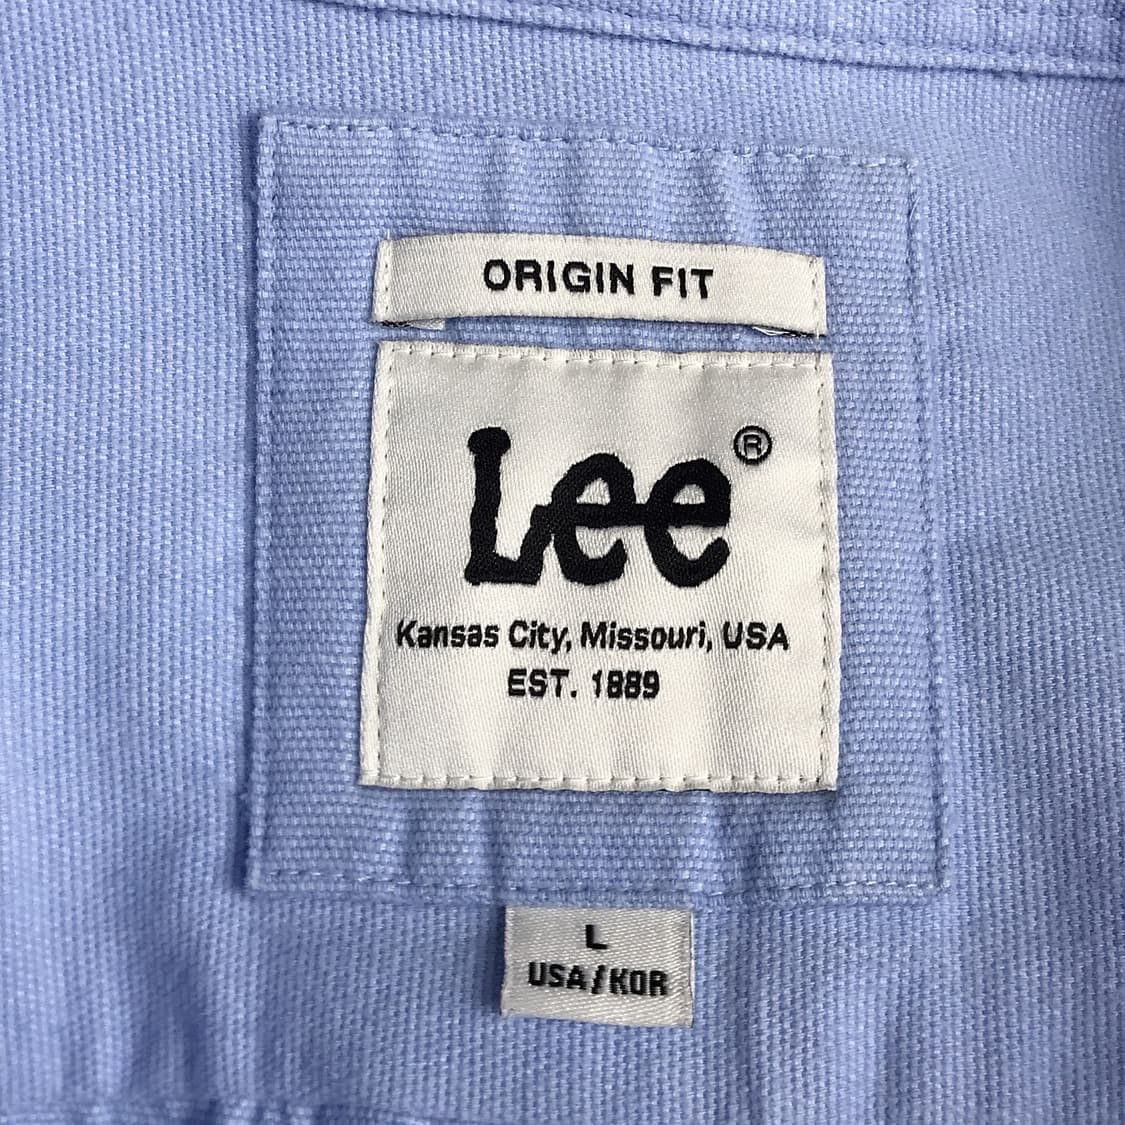 ORIGIN FIT
Lee®
Kansas City, Missouri, USA
EST. 1889
L
USA/KOR